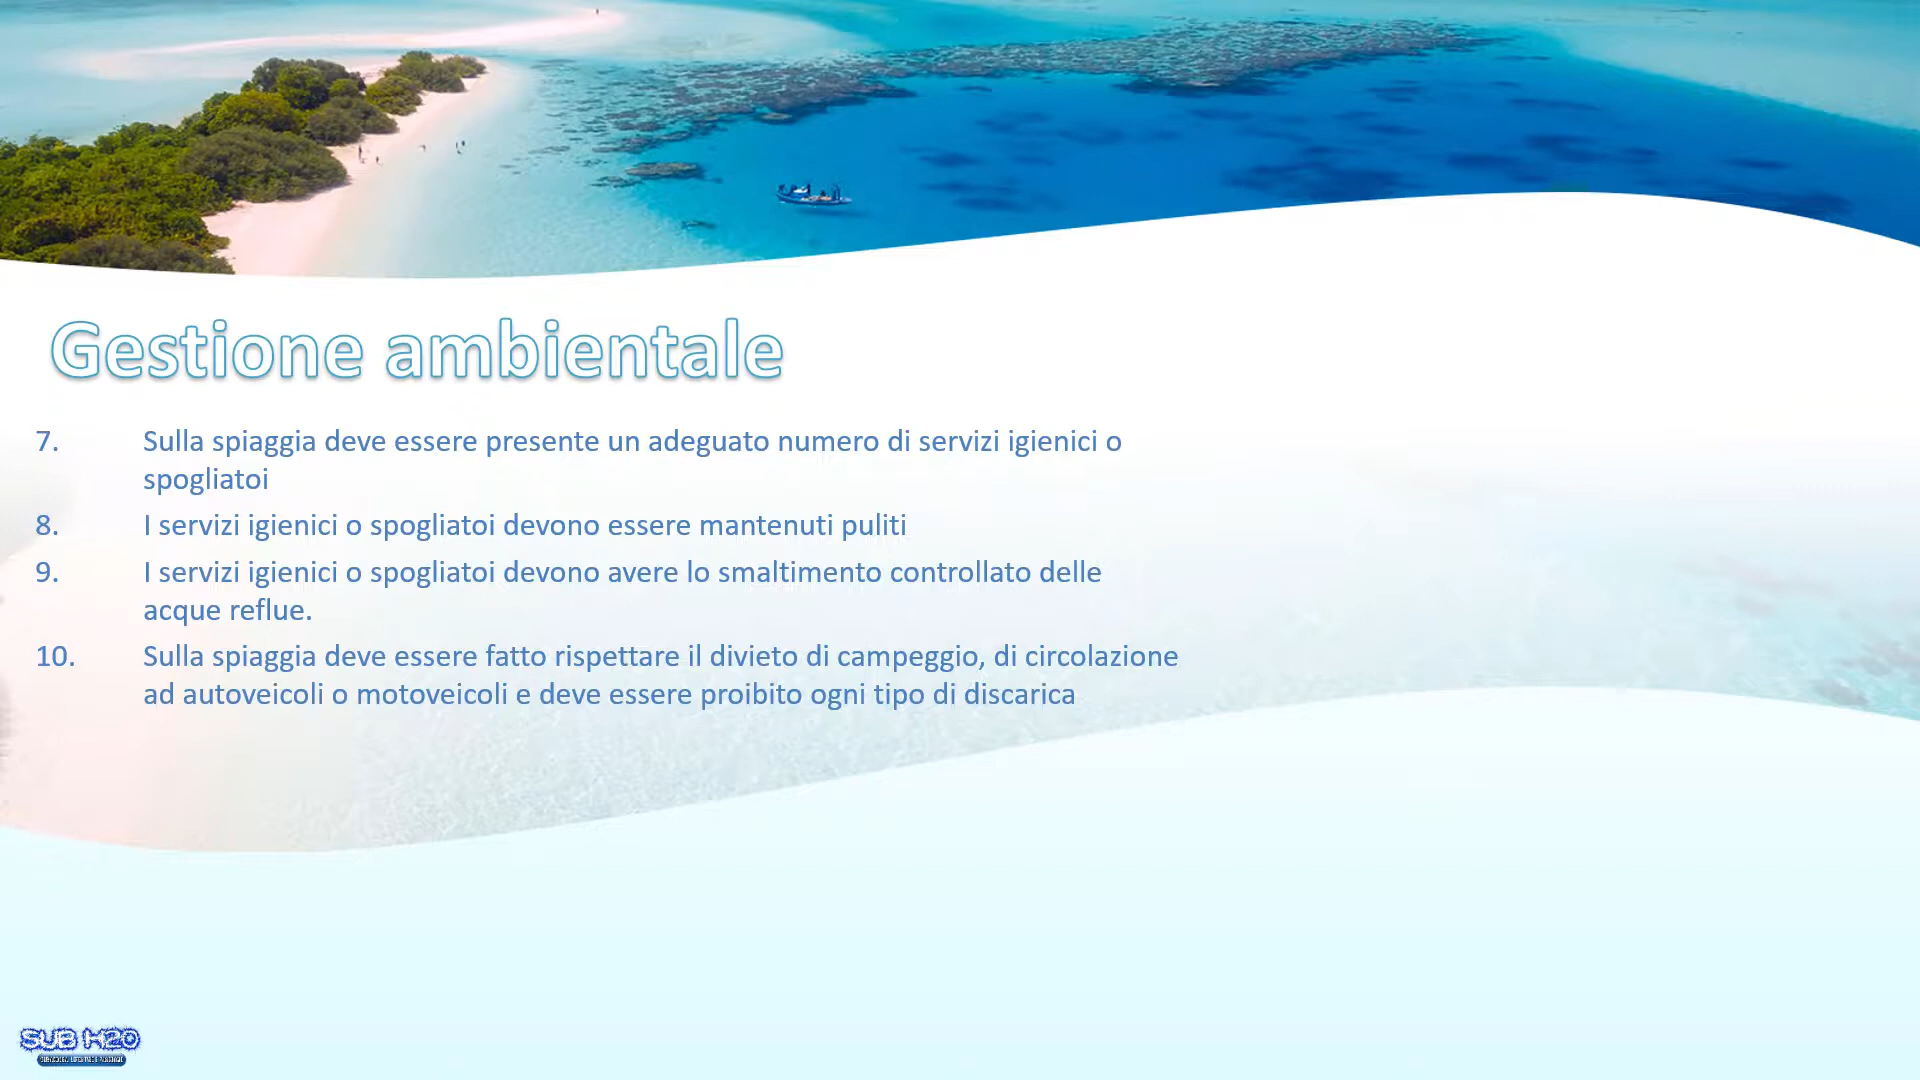 Gestione ambientale
7. Sulla spiaggia deve essere presente un adeguato numero di servizi igienici o
spogliatoi
8. I servizi igienici o spogliatoi devono essere mantenuti puliti
9. I servizi igienici o spogliatoi devono avere lo smaltimento controllato delle
acque reflue.
10. Sulla spiaggia deve essere fatto rispettare il divieto di campeggio, di circolazione
ad autoveicoli o motoveicoli e deve essere proibito ogni tipo di discarica
SUB H2O